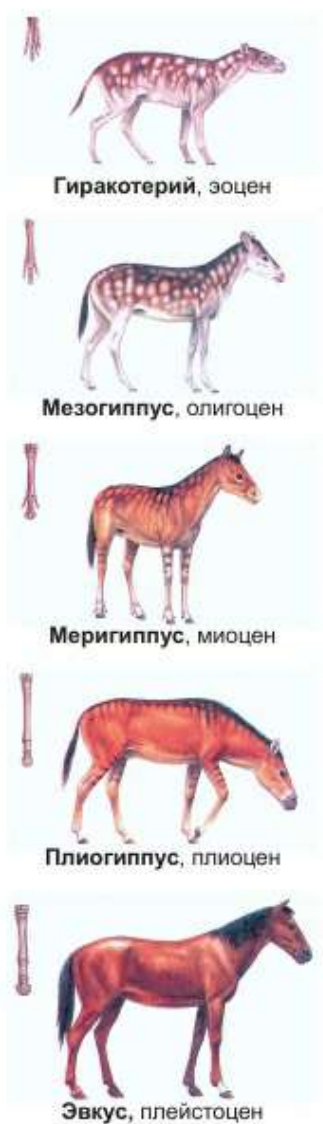 Гиракотерий, эоцен
Мезогиппус, олигоцен
Меригиппус, миоцен
Плиогиппус, плиоцен
Эвкус, плейстоцен